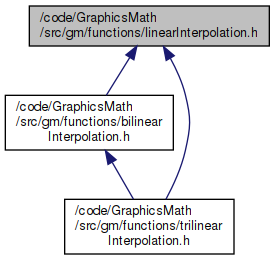 /code/GraphicsMath
/src/gm/functions/linearInterpolation.h
/code/GraphicsMath
/src/gm/functions/bilinear
Interpolation.h
/code/GraphicsMath
/src/gm/functions/trilinear
Interpolation.h